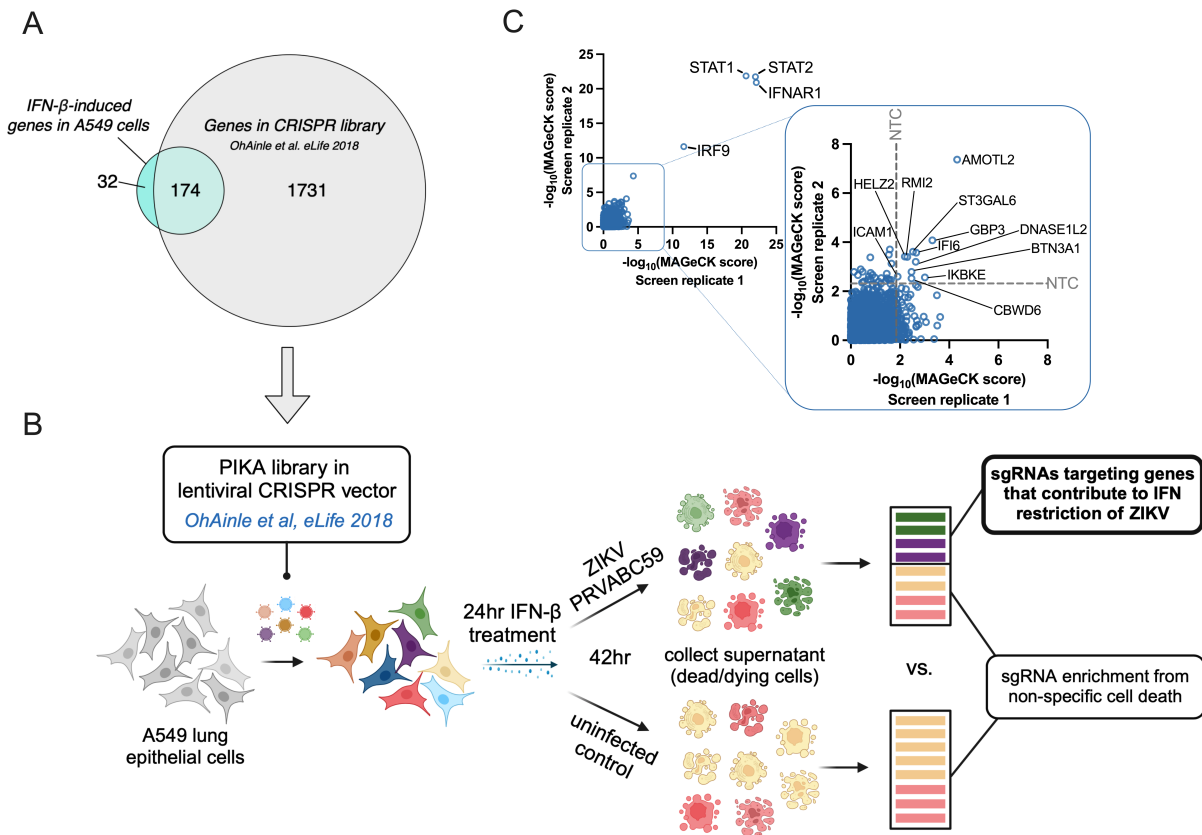 A
IFN-β-induced
genes in A549 cells
Genes in CRISPR library
OhAinle et al. eLife 2018
32
174
1731
B
PIKA library in
lentiviral CRISPR vector
OhAinle et al, eLife 2018
A549 lung
epithelial cells
24hr IFN-β
treatment
ZIKV
PRVABC59
42hr
uninfected
control
collect supernatant
(dead/dying cells)
vs.
sgRNAs targeting genes
that contribute to IFN
restriction of ZIKV
sgRNA enrichment from
non-specific cell death
C
-log10(MAGeCK score)
Screen replicate 2
25
20
15
10
5
0
0 5 10 15 20 25
-log10(MAGeCK score)
Screen replicate 1
STAT1
STAT2
IFNAR1
IRF9
-log10(MAGeCK score)
Screen replicate 2
8
6
4
2
0
0 2 4 6 8
-log10(MAGeCK score)
Screen replicate 1
NTC
AMOTL2
HELZ2
RMI2
ST3GAL6
ICAM1
GBP3
DNASE1L2
IFI6
BTN3A1
IKBKE
NTC
CBWD6